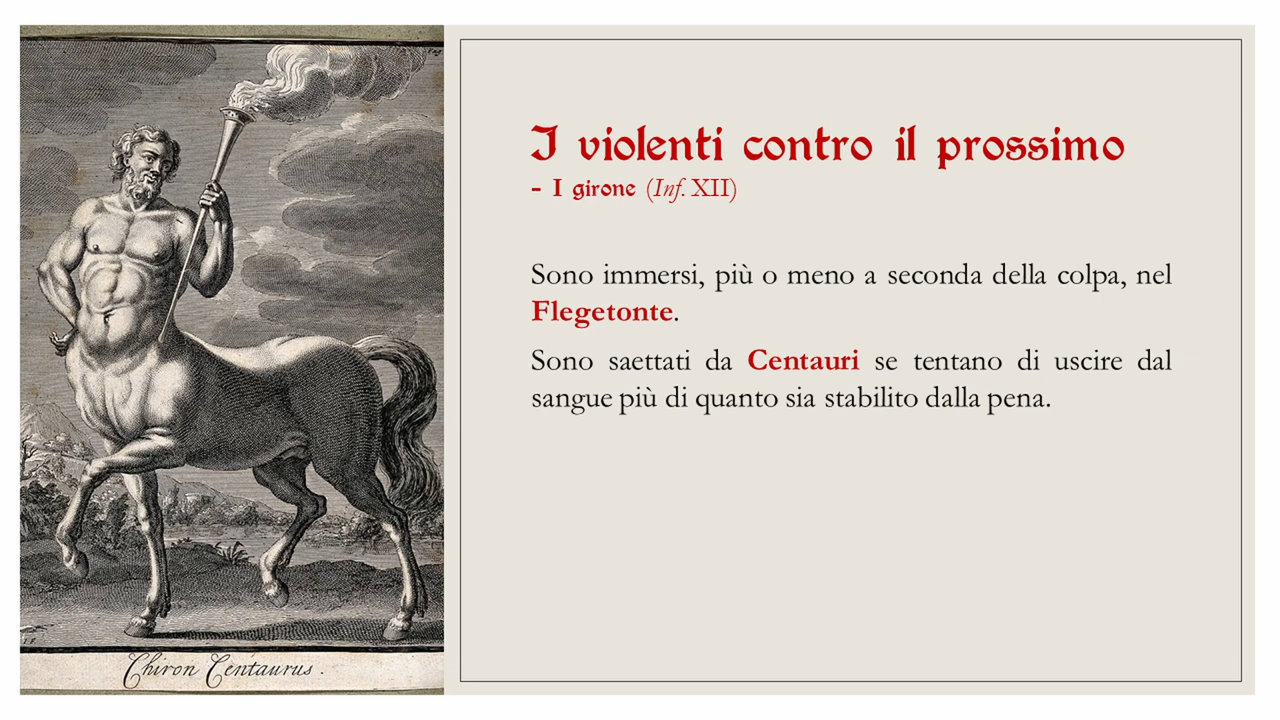 I violenti contro il prossimo
- I girone (Inf. XII)
Sono immersi, più o meno a seconda della colpa, nel
Flegetonte.
Sono saettati da Centauri se tentano di uscire dal
sangue più di quanto sia stabilito dalla pena.
Chiron Centaurus.